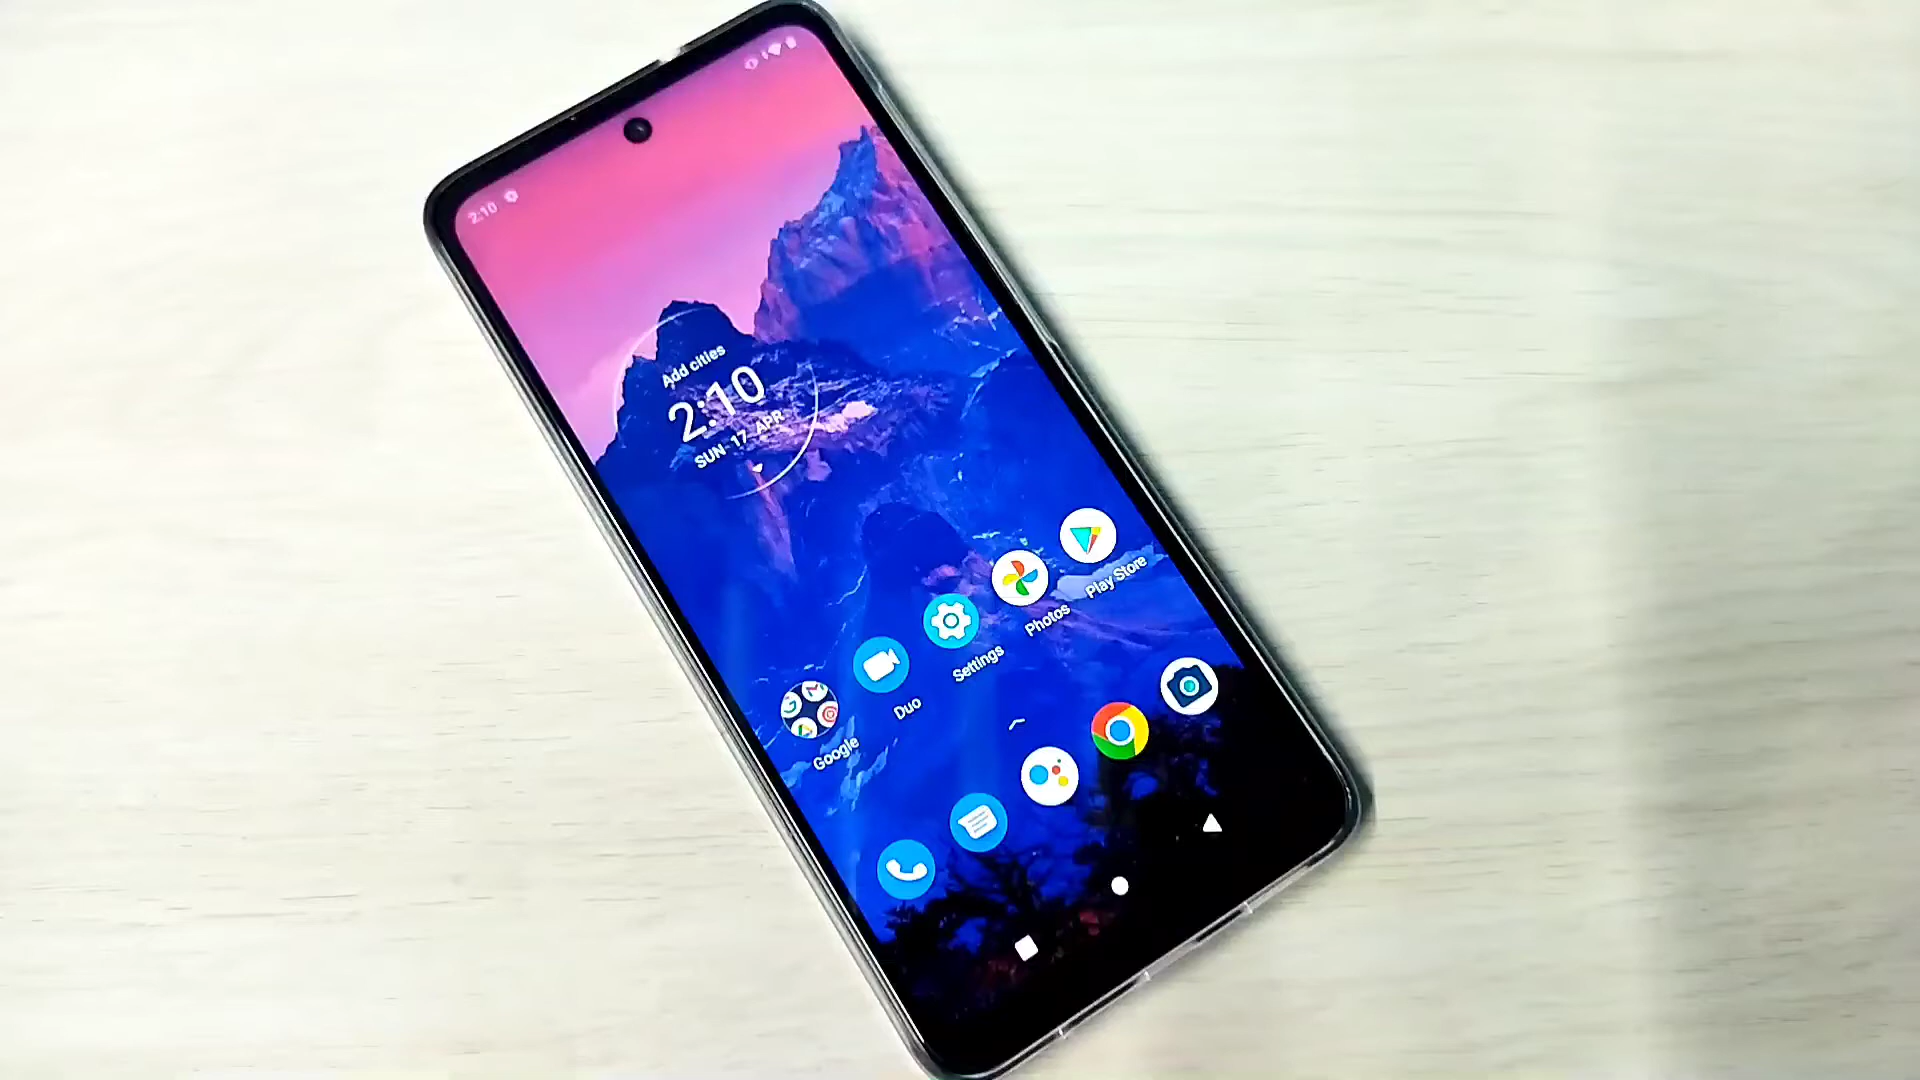 2:10
Add cities
2:10
SUN 17 APR
Play Store
Photos
Settings
Duo
Google